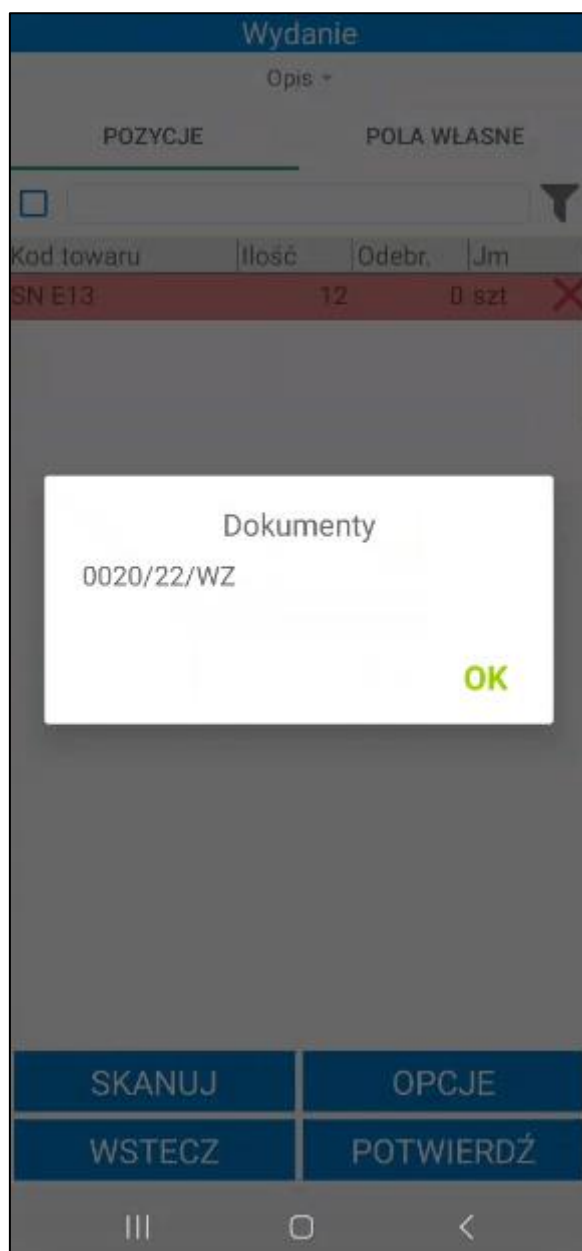 Wydanie
Opis
POZYCJE POLA WŁASNE
Kod towaru Ilość Odebr. Jm
SN E13 12 0 szt
Dokumenty
0020/22/WZ
OK
SKANUJ OPCJE
WSTECZ POTWIERDŹ